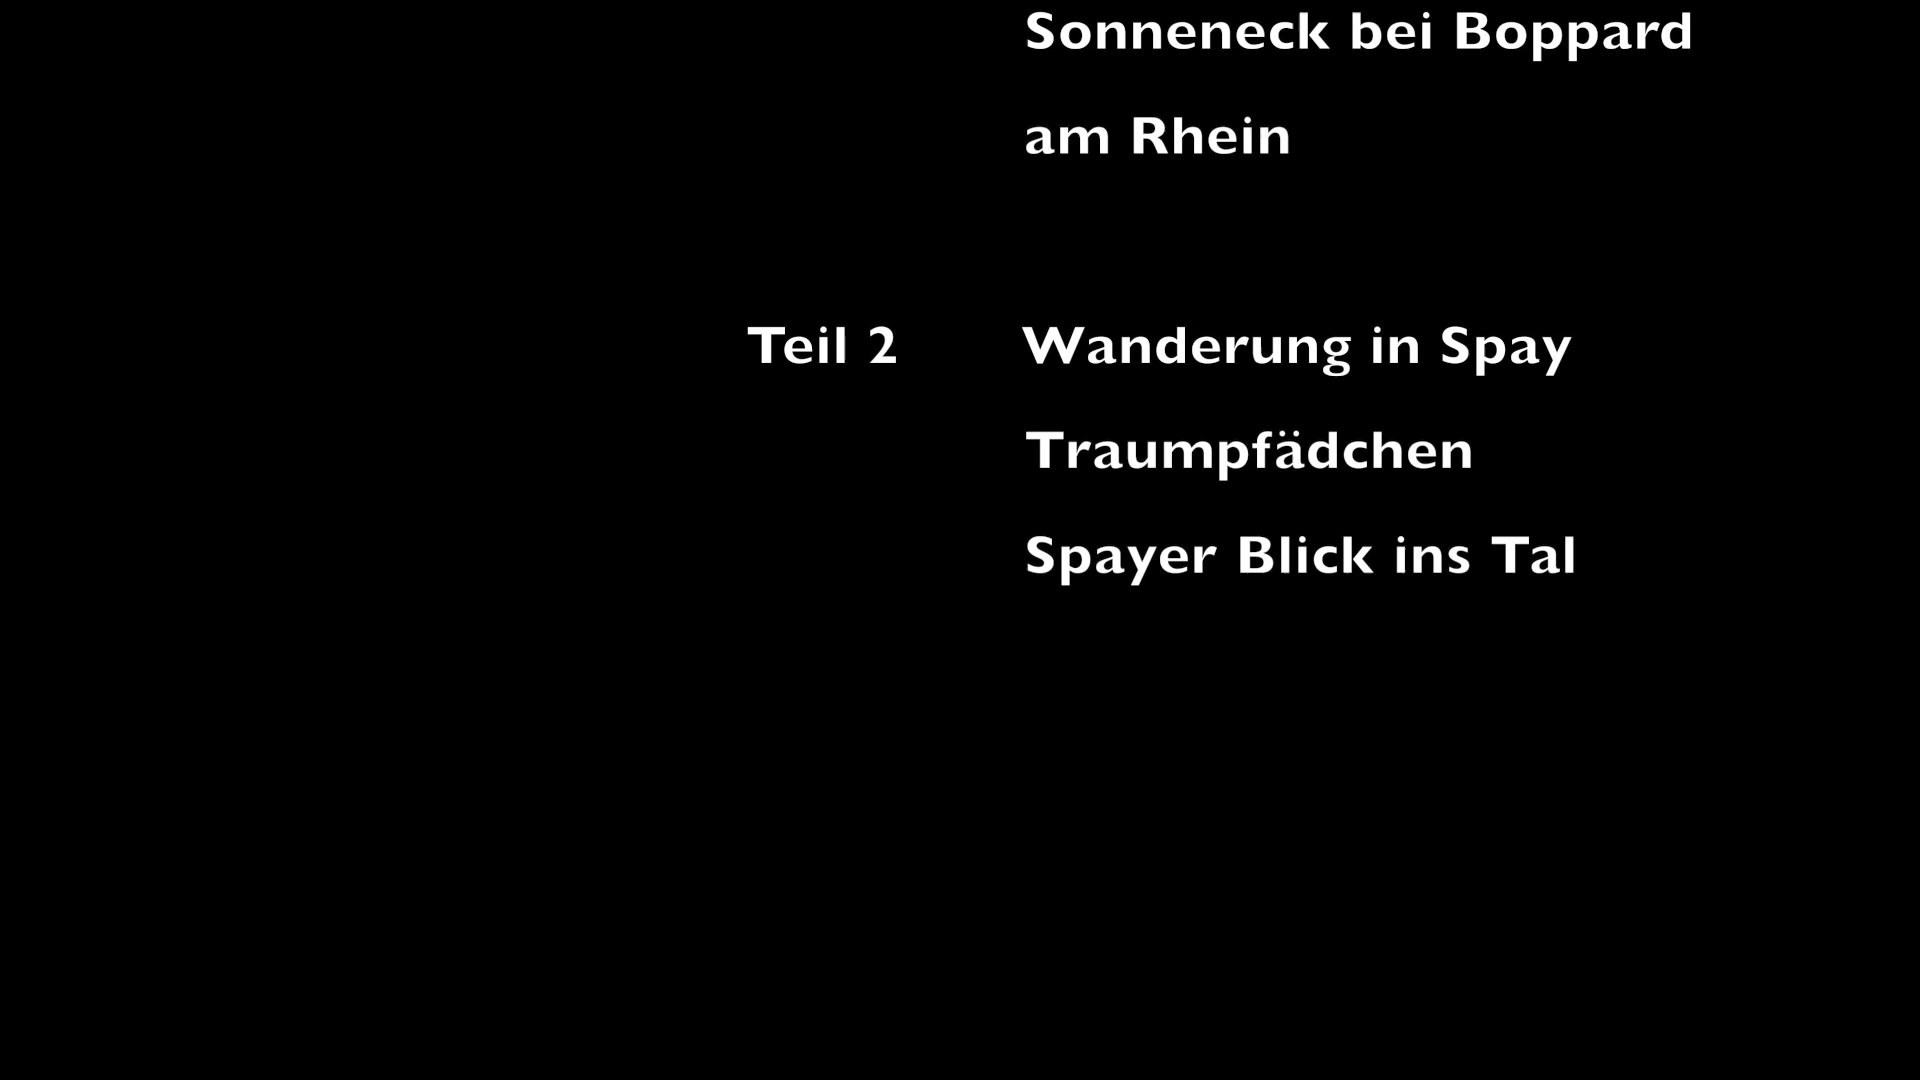 Sonneneck bei Boppard
am Rhein
Teil 2 Wanderung in Spay
Traumpfädchen
Spayer Blick ins Tal